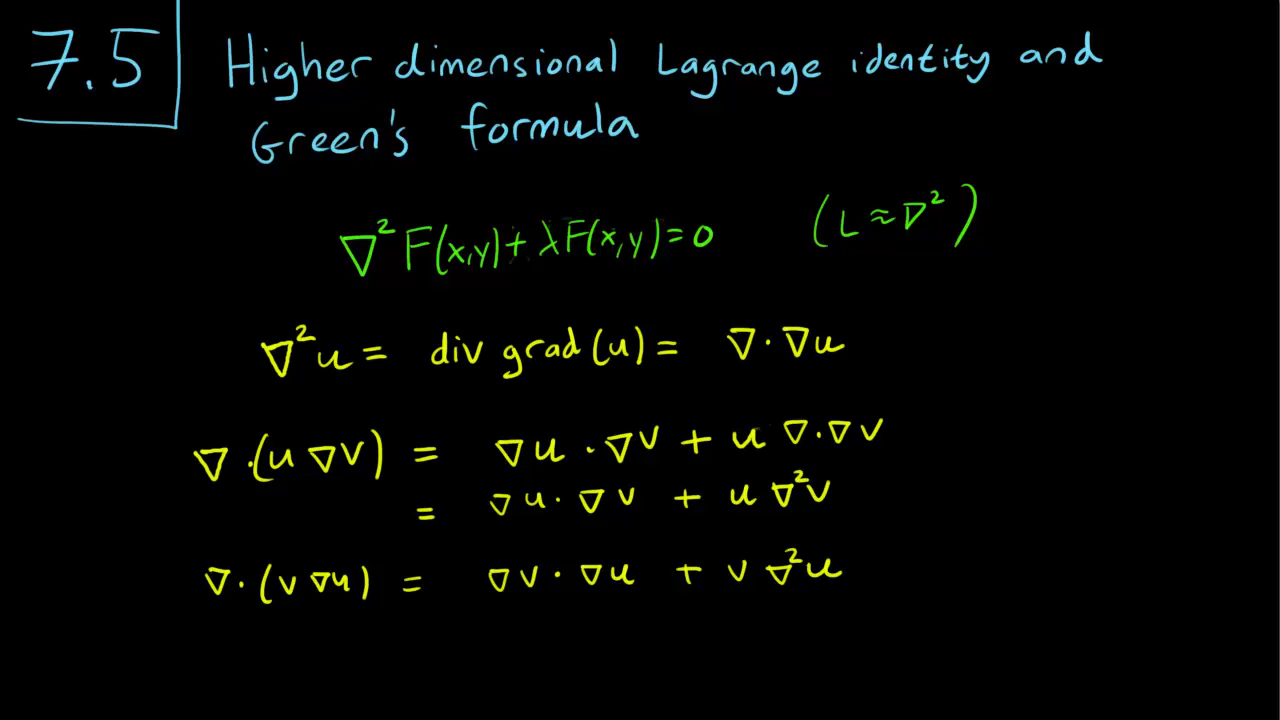 7.5 Higher dimensional Lagrange identity and
Green's formula
∇²F(x,y)+λF(x,y)=0 (L≈∇²)
∇²u = div grad(u) = ∇·∇u
∇·(u∇v) = ∇u·∇v + u∇·∇v
= ∇u·∇v + u∇²v
∇·(v∇u) = ∇v·∇u + v∇²u